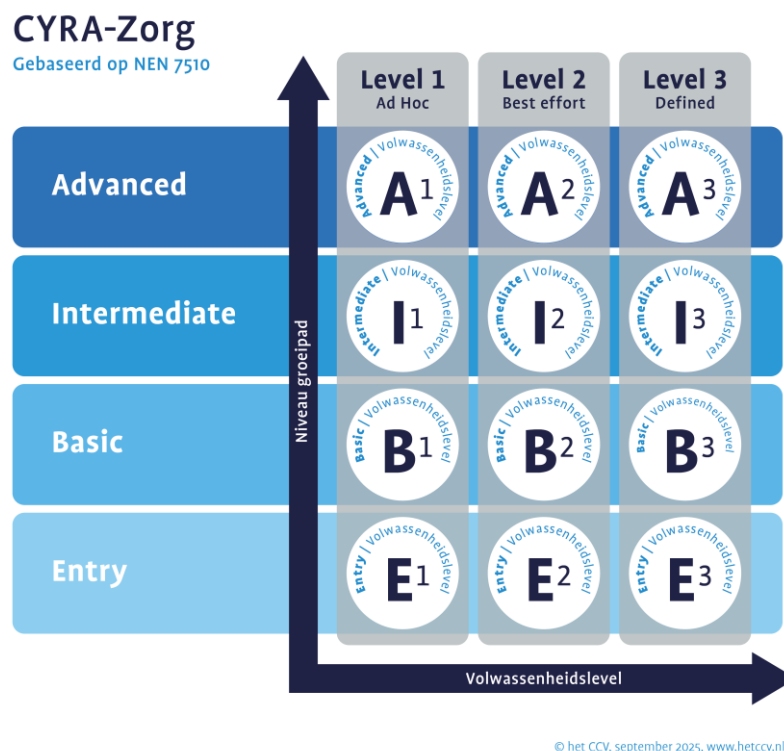 CYRA-Zorg
Gebaseerd op NEN 7510
Level 1
Ad Hoc
Level 2
Best effort
Level 3
Defined
Advanced
Advanced | Volwassenheidslevel
A1
Advanced | Volwassenheidslevel
A2
Advanced | Volwassenheidslevel
A3
Intermediate
Intermediate | Volwassenheidslevel
I1
Intermediate | Volwassenheidslevel
I2
Intermediate | Volwassenheidslevel
I3
Basic
Basic | Volwassenheidslevel
B1
Basic | Volwassenheidslevel
B2
Basic | Volwassenheidslevel
B3
Entry
Entry | Volwassenheidslevel
E1
Entry | Volwassenheidslevel
E2
Entry | Volwassenheidslevel
E3
Niveau groeipad
Volwassenheidslevel
© het CCV, september 2025, www.hetccv.nl